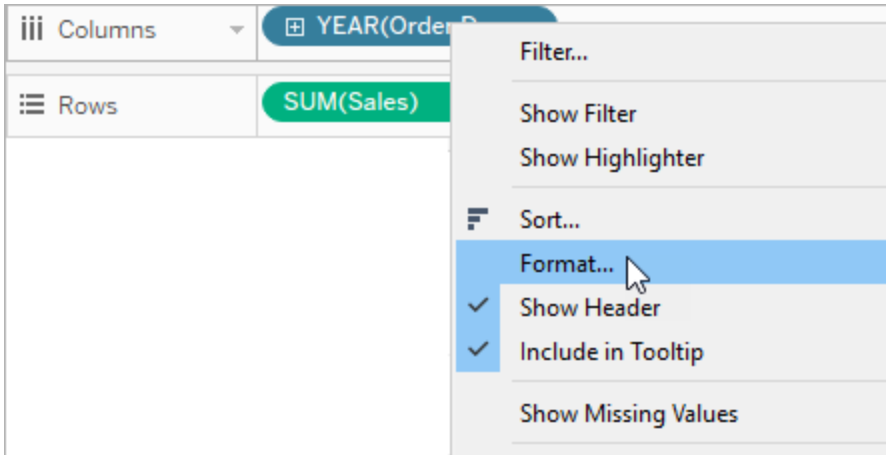 Columns
YEAR(Order
Filter...
Rows
SUM(Sales)
Show Filter
Show Highlighter
Sort...
Format...
Show Header
Include in Tooltip
Show Missing Values